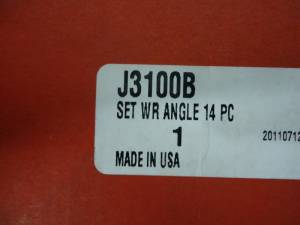 J3100B
SET WR ANGLE 14 PC
1
20110712
MADE IN USA